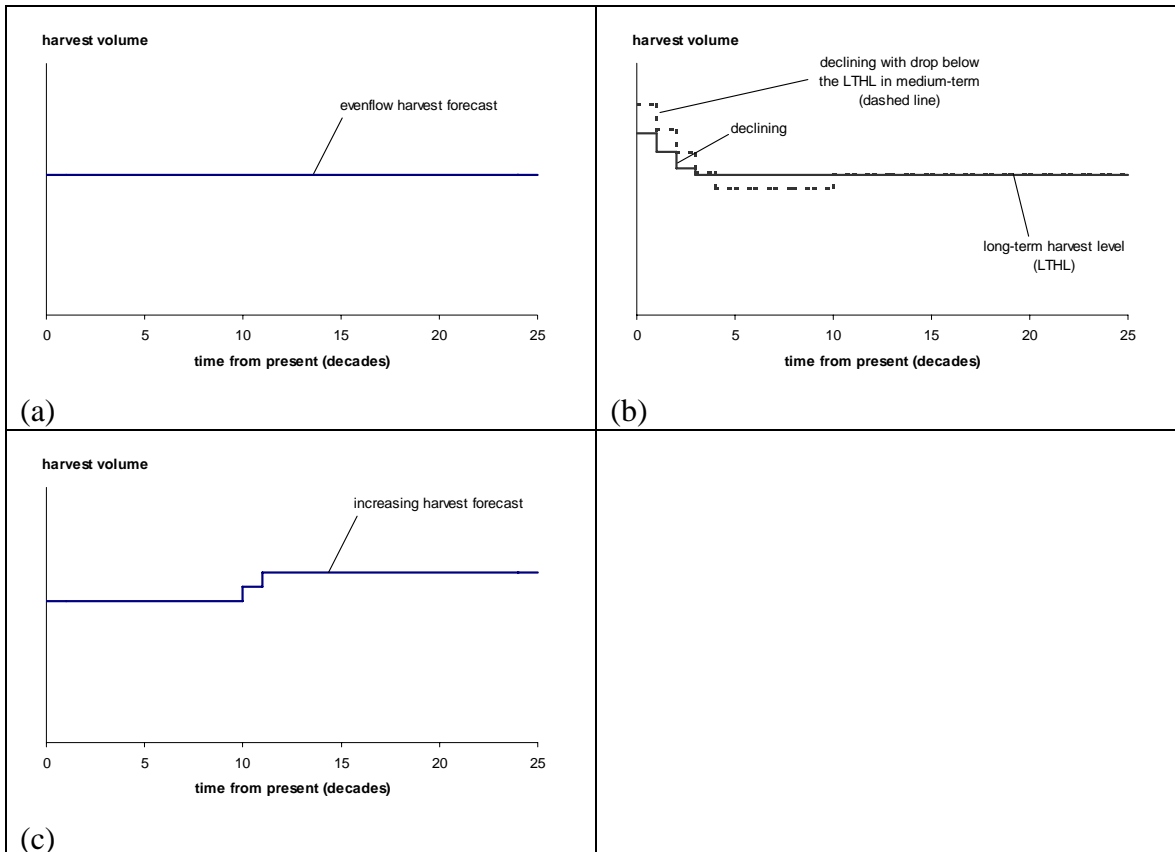 harvest volume
evenflow harvest forecast
0 5 10 15 20 25
time from present (decades)
(a)
harvest volume
declining with drop below
the LTHL in medium-term
(dashed line)
declining
long-term harvest level
(LTHL)
0 5 10 15 20 25
time from present (decades)
(b)
harvest volume
increasing harvest forecast
0 5 10 15 20 25
time from present (decades)
(c)